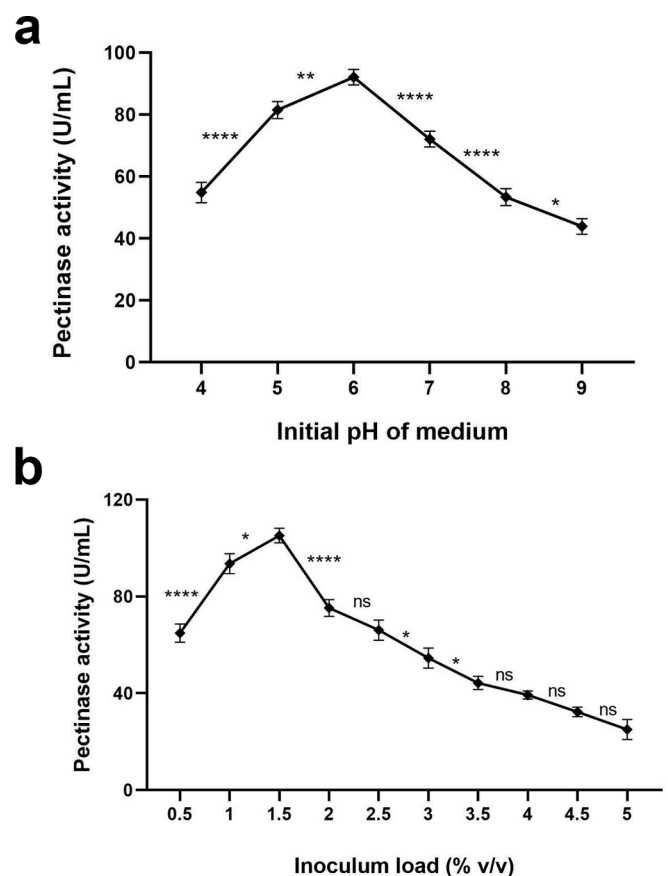 a
Pectinase activity (U/mL)
100
80
60
40
20
0
****
**
****
****
*
4 5 6 7 8 9
Initial pH of medium
b
Pectinase activity (U/mL)
120
80
40
0
****
*
****
ns
*
*
ns
ns
ns
0.5 1 1.5 2 2.5 3 3.5 4 4.5 5
Inoculum load (% v/v)